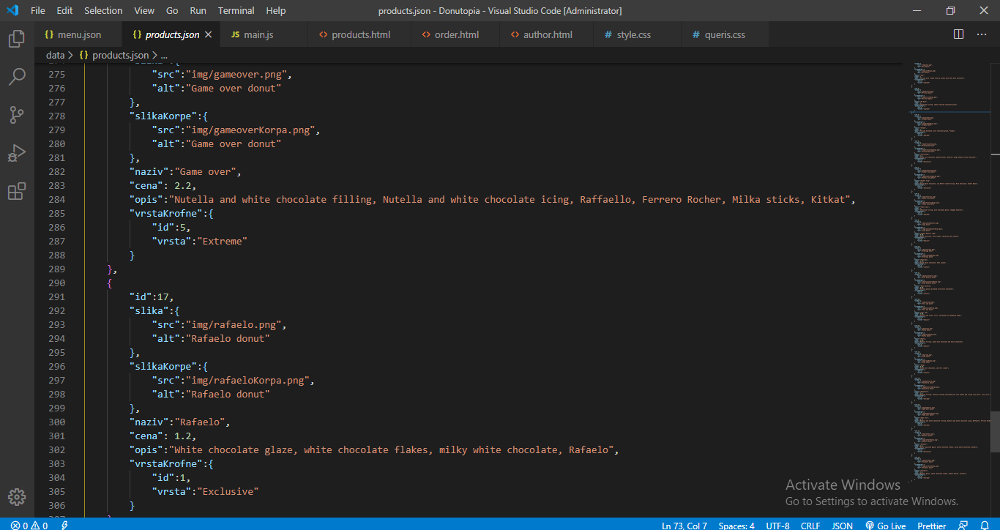 File Edit Selection View Go Run Terminal Help products.json - Donutopia - Visual Studio Code [Administrator]
{} menu.json {} products.json JS main.js <> products.html <> order.html <> author.html # style.css # queris.css
data > {} products.json > ...
275 "src":"img/gameover.png",
276 "alt":"Game over donut"
277 },
278 "slikaKorpe":{
279 "src":"img/gameoverKorpa.png",
280 "alt":"Game over donut"
281 },
282 "naziv":"Game over",
283 "cena": 2.2,
284 "opis":"Nutella and white chocolate filling, Nutella and white chocolate icing, Raffaello, Ferrero Rocher, Milka sticks, Kitkat",
285 "vrstaKrofne":{
286 "id":5,
287 "vrsta":"Extreme"
288 }
289 },
290 {
291 "id":17,
292 "slika":{
293 "src":"img/rafaelo.png",
294 "alt":"Rafaelo donut"
295 },
296 "slikaKorpe":{
297 "src":"img/rafaeloKorpa.png",
298 "alt":"Rafaelo donut"
299 },
300 "naziv":"Rafaelo",
301 "cena": 1.2,
302 "opis":"White chocolate glaze, white chocolate flakes, milky white chocolate, Rafaelo",
303 "vrstaKrofne":{
304 "id":1,
305 "vrsta":"Exclusive"
306 }
Activate Windows
Go to Settings to activate Windows.
0 0 Ln 73, Col 7 Spaces: 4 UTF-8 CRLF JSON Go Live Prettier